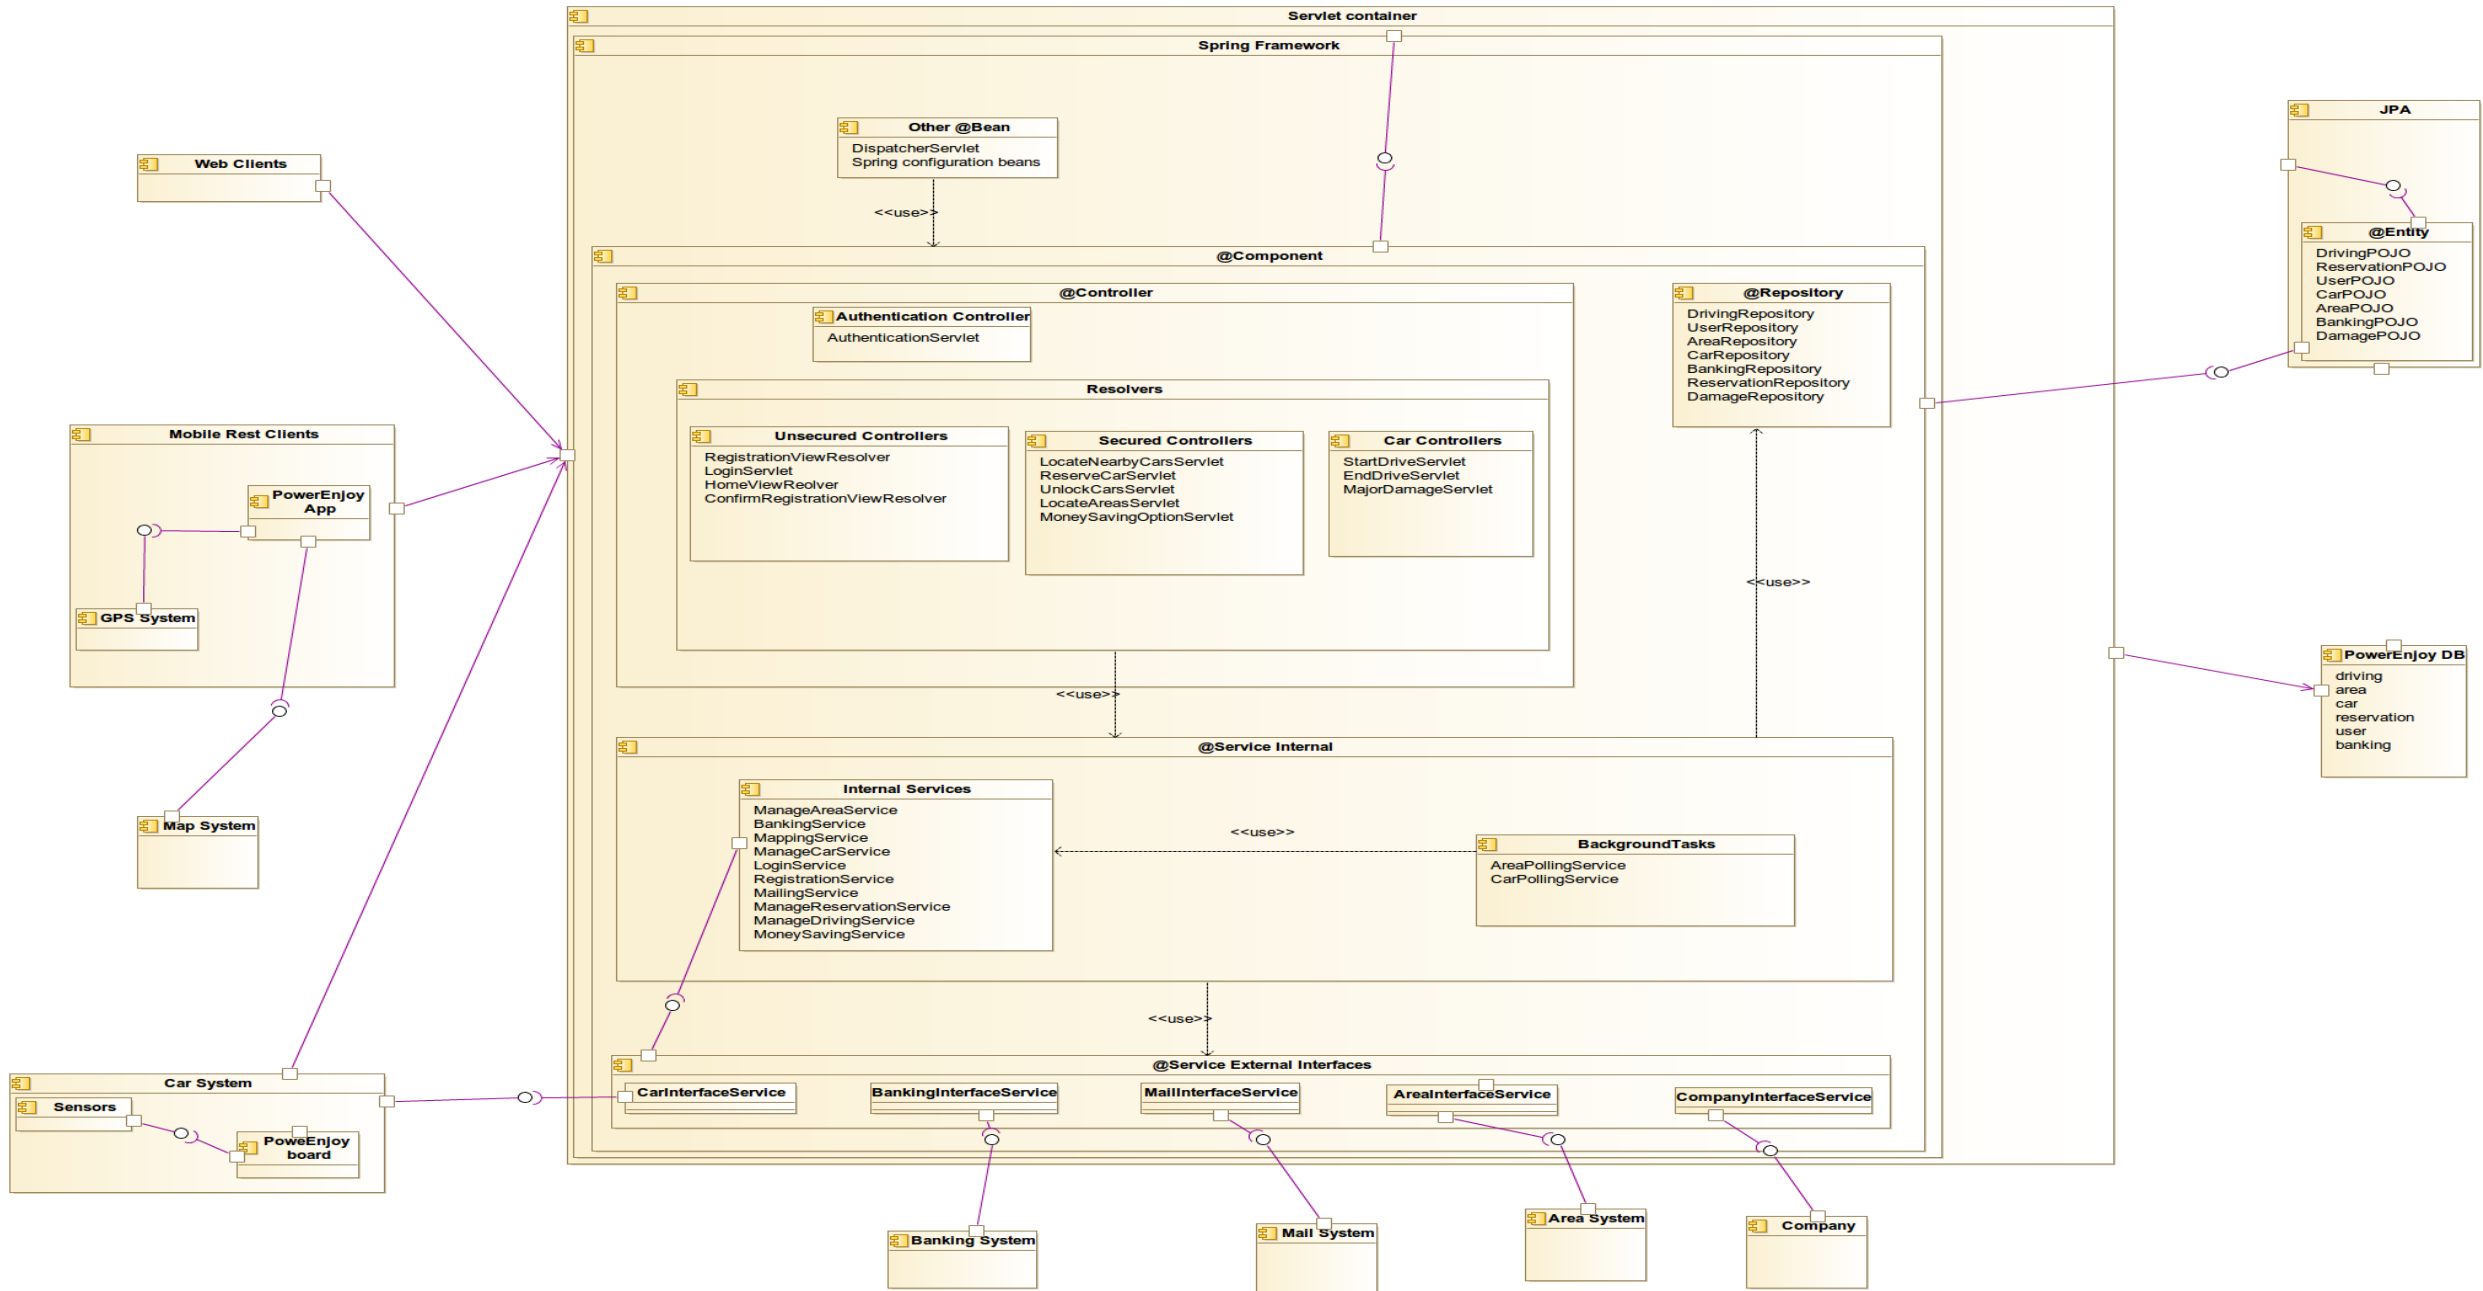 Servlet container
Spring Framework
Other @Bean
DispatcherServlet
Spring configuration beans
<<use>>
Web Clients
JPA
@Entity
DrivingPOJO
ReservationPOJO
UserPOJO
CarPOJO
AreaPOJO
BankingPOJO
DamagePOJO
@Component
@Controller
Authentication Controller
AuthenticationServlet
@Repository
DrivingRepository
UserRepository
AreaRepository
CarRepository
BankingRepository
ReservationRepository
DamageRepository
Resolvers
Unsecured Controllers
RegistrationViewResolver
LoginServlet
HomeViewReolver
ConfirmRegistrationViewResolver
Secured Controllers
LocateNearbyCarsServlet
ReserveCarServlet
UnlockCarsServlet
LocateAreasServlet
MoneySavingOptionServlet
Car Controllers
StartDriveServlet
EndDriveServlet
MajorDamageServlet
Mobile Rest Clients
PowerEnjoy
App
GPS System
<<use>>
<<use>>
PowerEnjoy DB
driving
area
car
reservation
user
banking
Map System
@Service Internal
Internal Services
ManageAreaService
BankingService
MappingService
ManageCarService
LoginService
RegistrationService
MailingService
ManageReservationService
ManageDrivingService
MoneySavingService
<<use>>
BackgroundTasks
AreaPollingService
CarPollingService
<<use>>
@Service External Interfaces
CarInterfaceService
BankingInterfaceService
MailInterfaceService
AreaInterfaceService
CompanyInterfaceService
Car System
Sensors
PoweEnjoy
board
Banking System
Mail System
Area System
Company